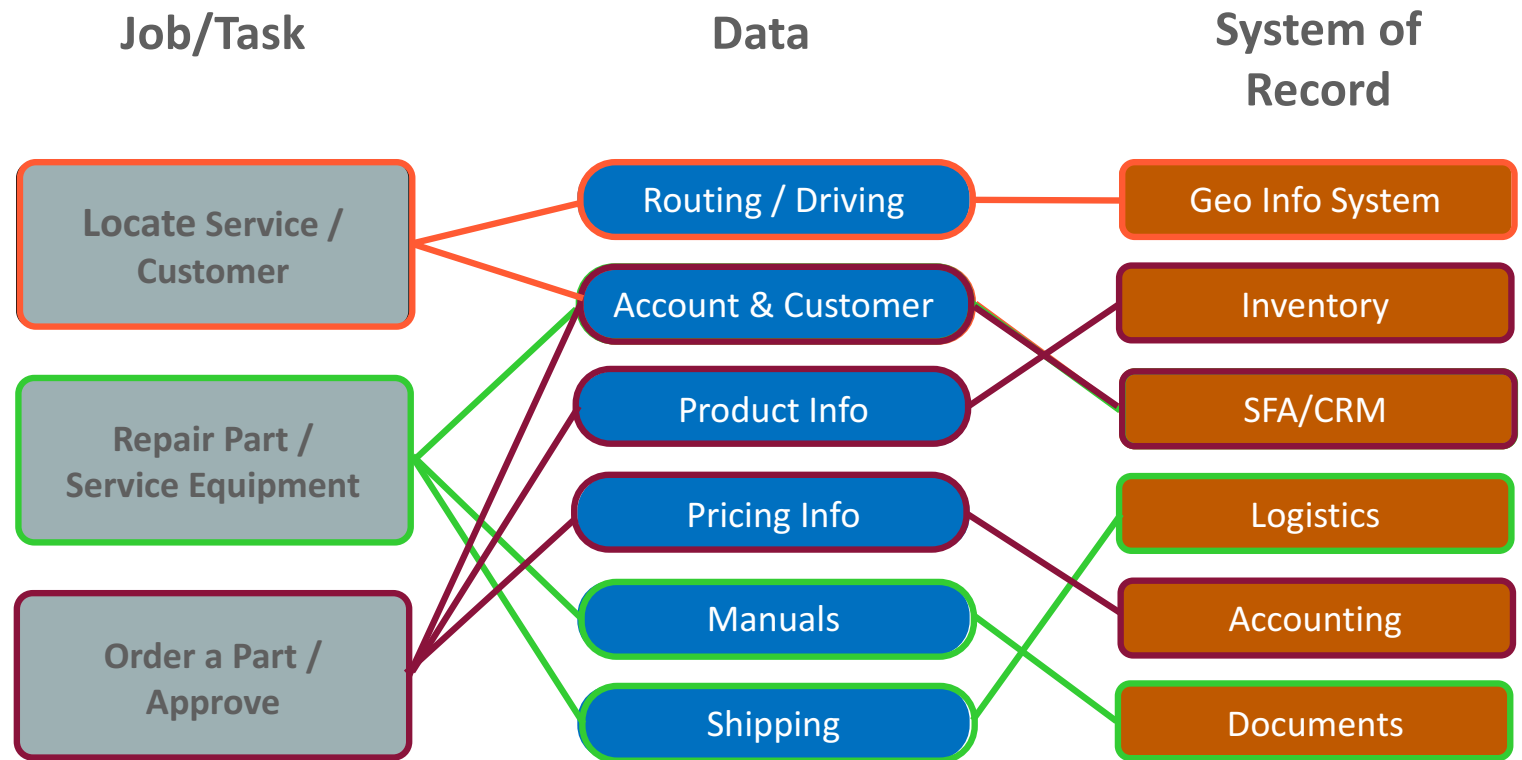 Job/Task
Data
System of
Record
Locate Service /
Customer
Repair Part /
Service Equipment
Order a Part /
Approve
Routing / Driving
Account & Customer
Product Info
Pricing Info
Manuals
Shipping
Geo Info System
Inventory
SFA/CRM
Logistics
Accounting
Documents